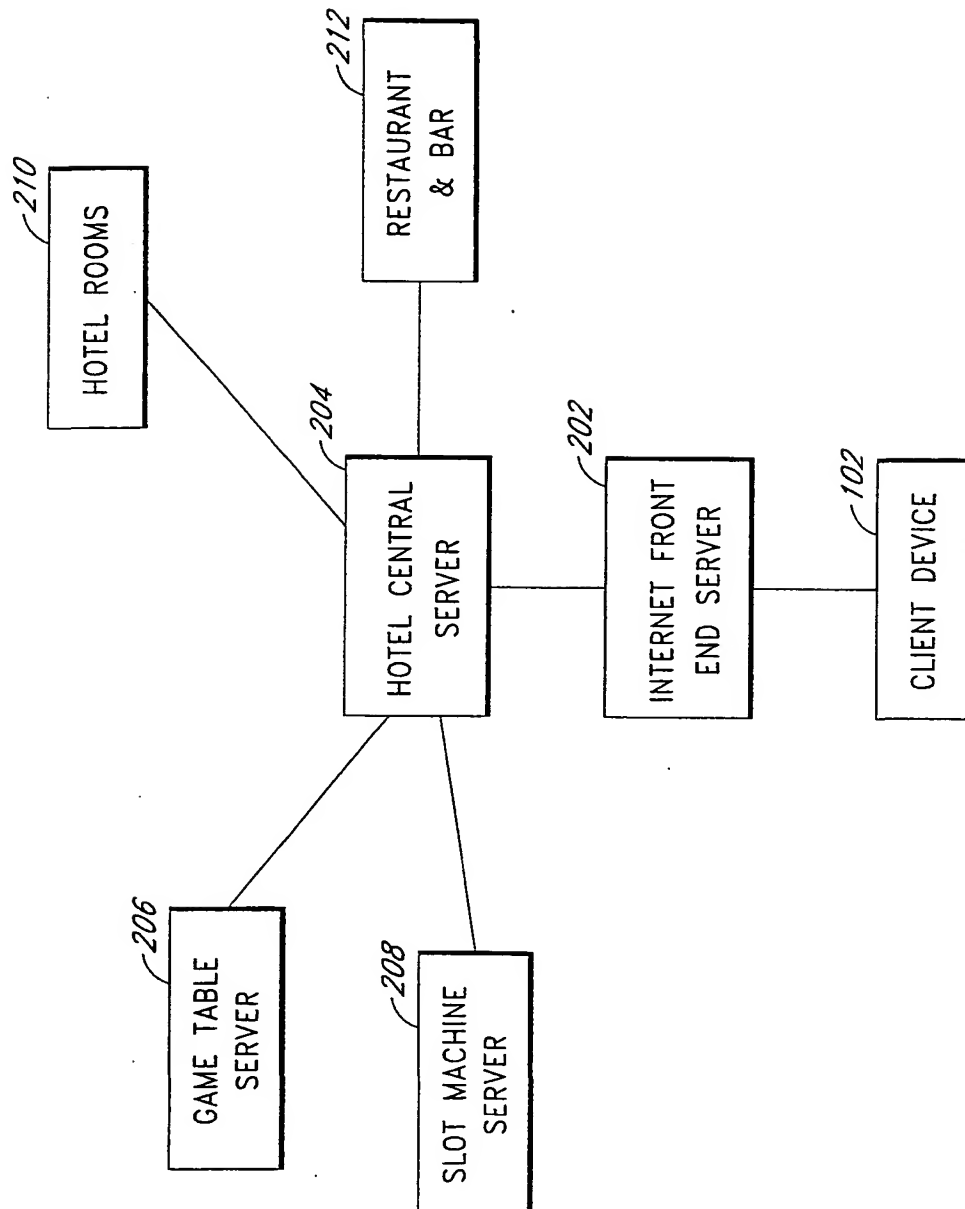 206
GAME TABLE
SERVER
208
SLOT MACHINE
SERVER
204
HOTEL CENTRAL
SERVER
210
HOTEL ROOMS
212
RESTAURANT
& BAR
202
INTERNET FRONT
END SERVER
102
CLIENT DEVICE